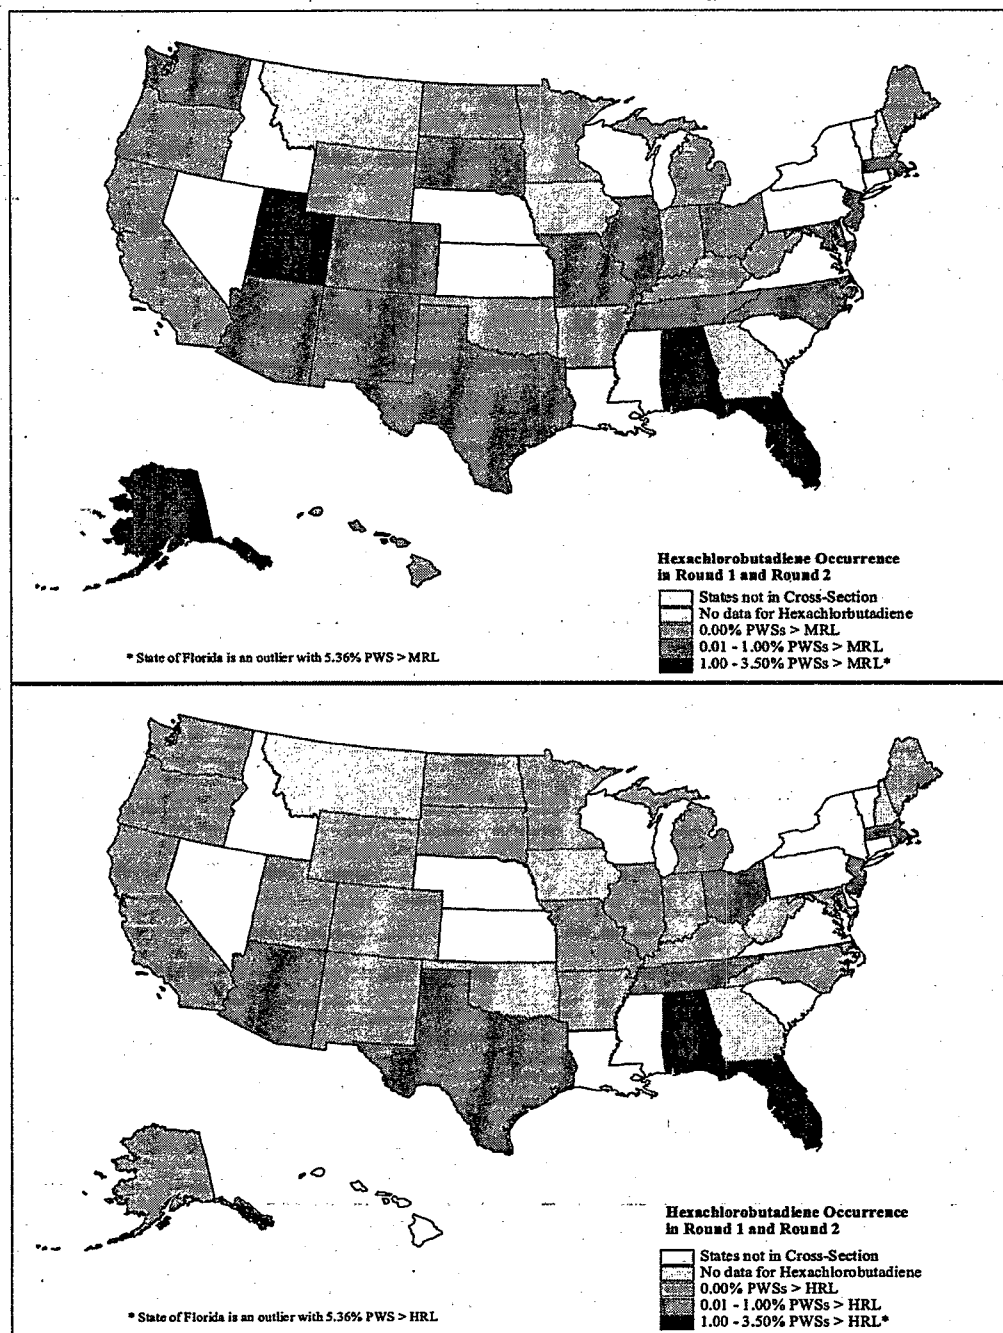 Hexachlorobutadiene Occurrence
in Round 1 and Round 2
States not in Cross-Section
No data for Hexachlorbutadiene
0.00% PWSs > MRL
0.01 - 1.00% PWSs > MRL
1.00 - 3.50% PWSs > MRL*
* State of Florida is an outlier with 5.36% PWS > MRL
Hexachlorobutadiene Occurrence
in Round 1 and Round 2
States not in Cross-Section
No data for Hexachlorobutadiene
0.00% PWSs > HRL
0.01 - 1.00% PWSs > HRL
1.00 - 3.50% PWSs > HRL*
* State of Florida is an outlier with 5.36% PWS > HRL